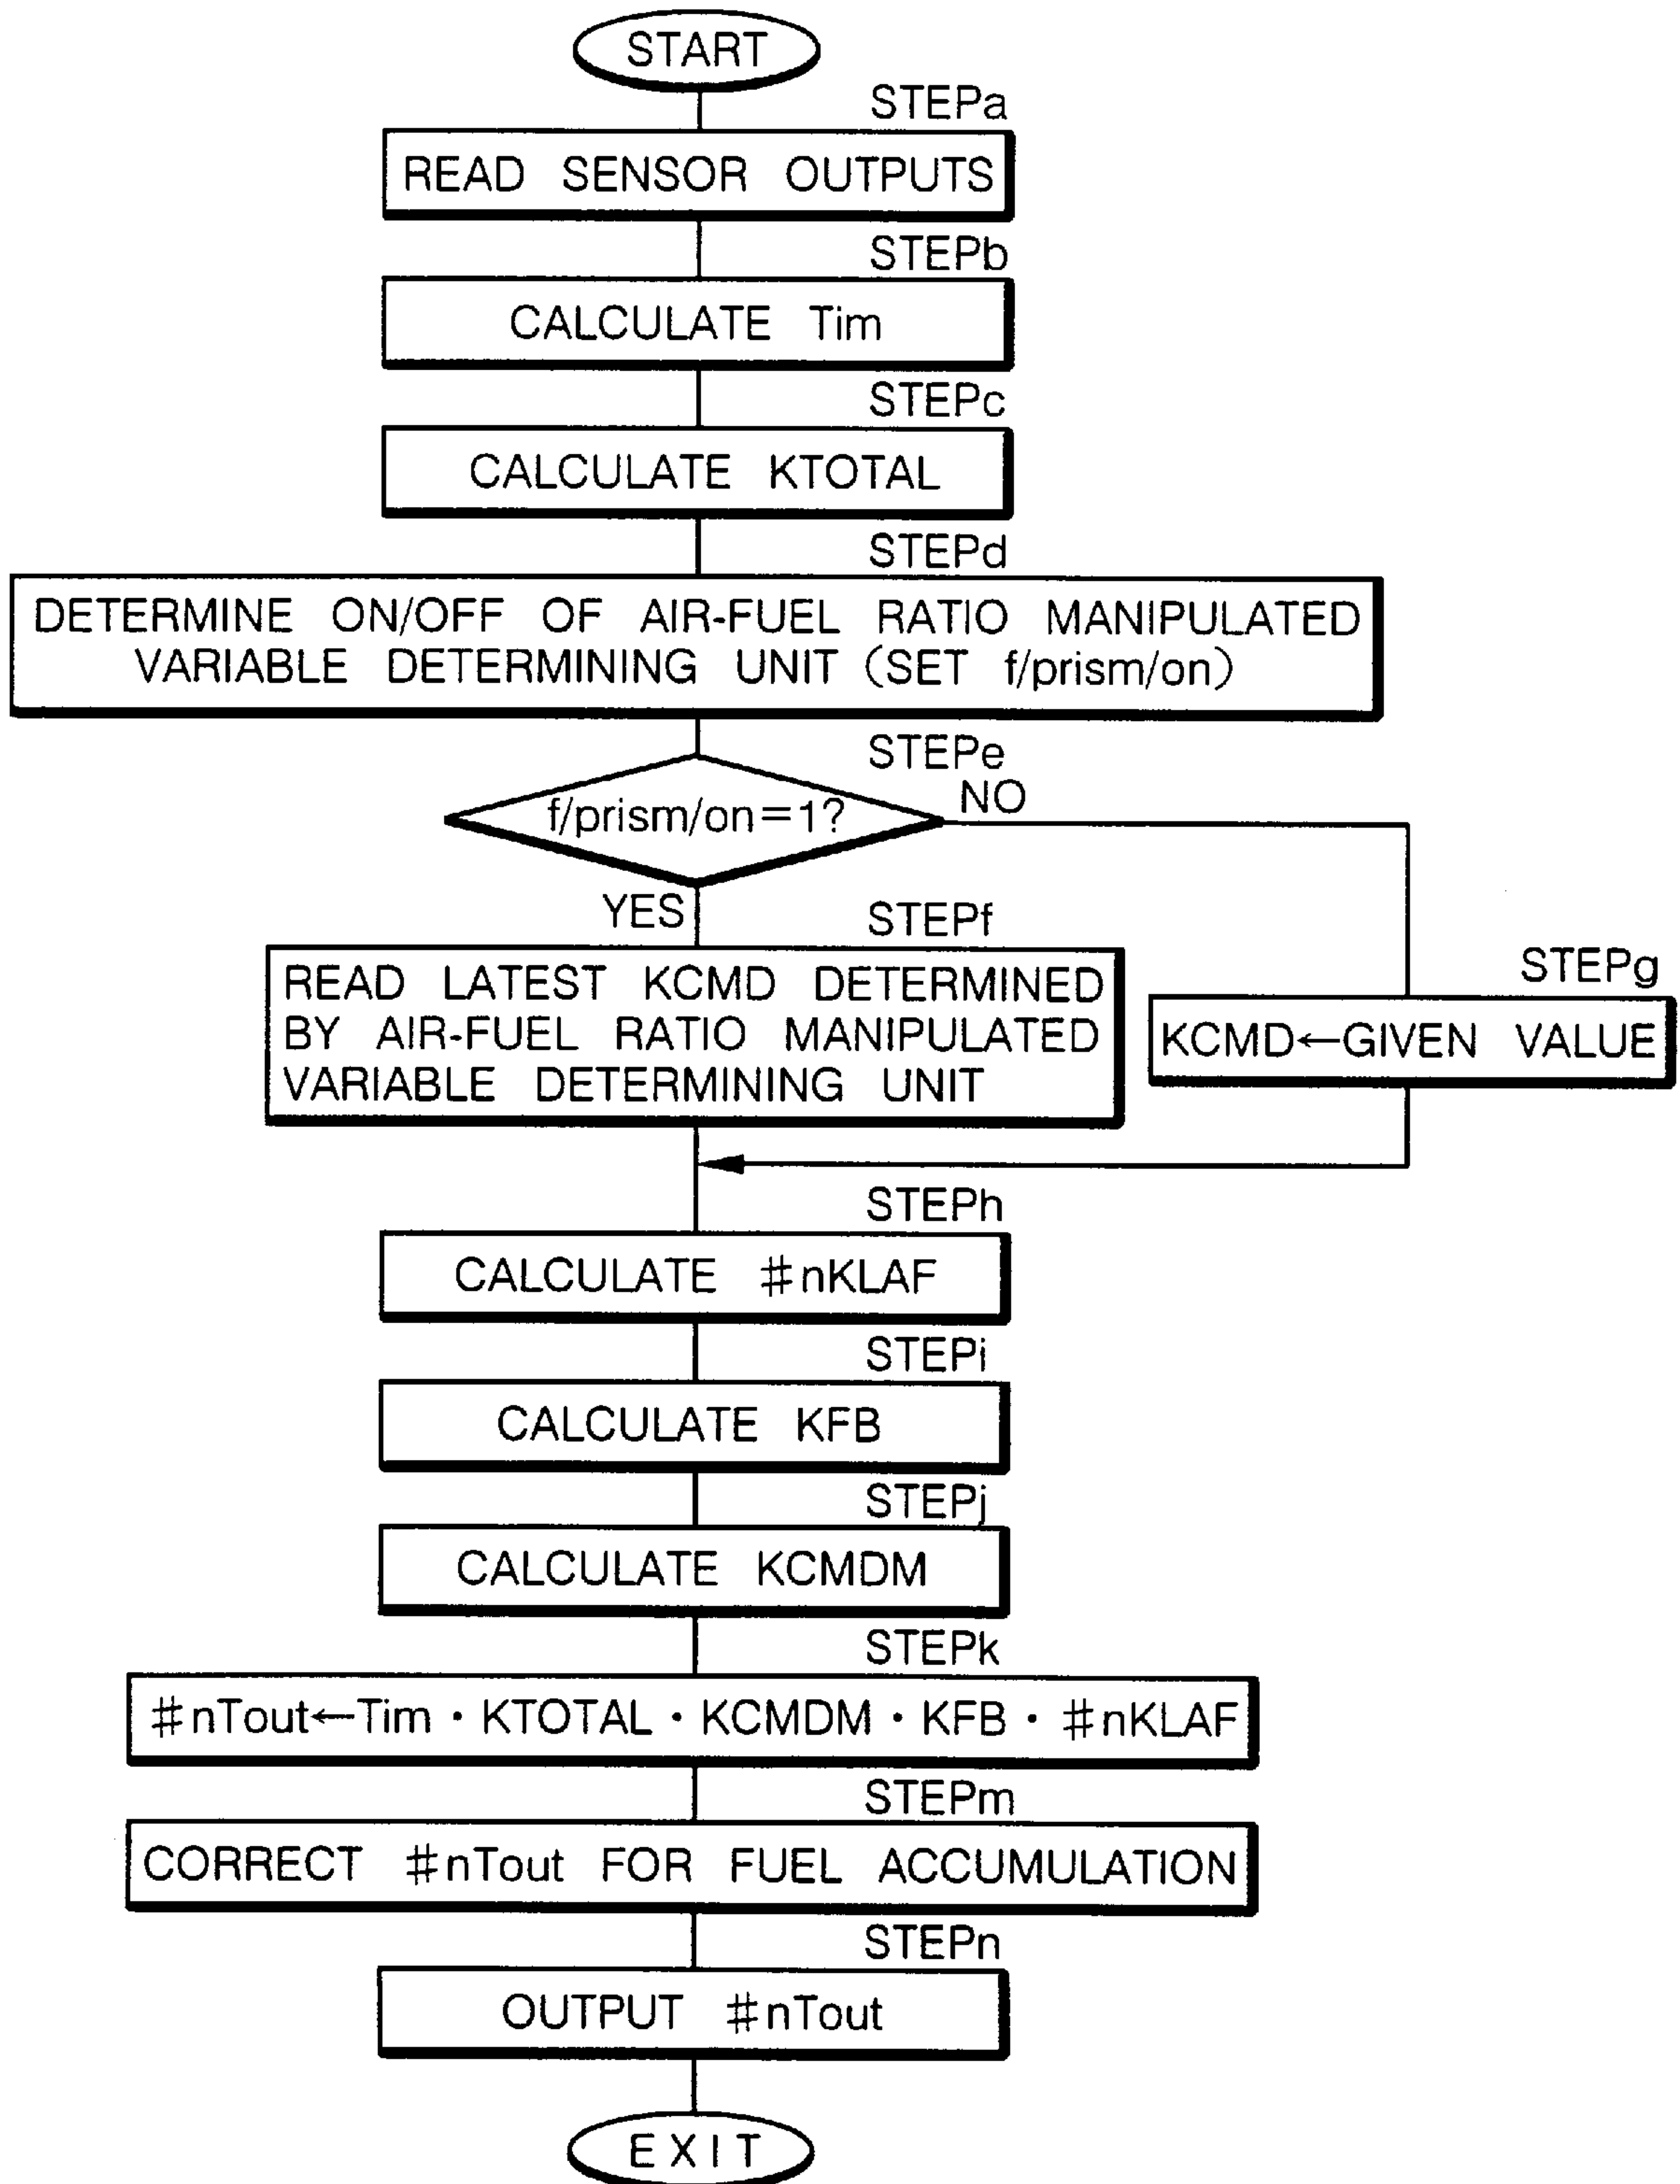 START
STEPa
READ SENSOR OUTPUTS
STEPb
CALCULATE Tim
STEPc
CALCULATE KTOTAL
STEPd
DETERMINE ON/OFF OF AIR-FUEL RATIO MANIPULATED
VARIABLE DETERMINING UNIT (SET f/prism/on)
STEPe
f/prism/on=1?
NO
YES
STEPf
READ LATEST KCMD DETERMINED
BY AIR-FUEL RATIO MANIPULATED
VARIABLE DETERMINING UNIT
STEPg
KCMD←GIVEN VALUE
STEPh
CALCULATE #nKLAF
STEPi
CALCULATE KFB
STEPj
CALCULATE KCMDM
STEPk
#nTout←Tim・KTOTAL・KCMDM・KFB・#nKLAF
STEPm
CORRECT #nTout FOR FUEL ACCUMULATION
STEPn
OUTPUT #nTout
EXIT